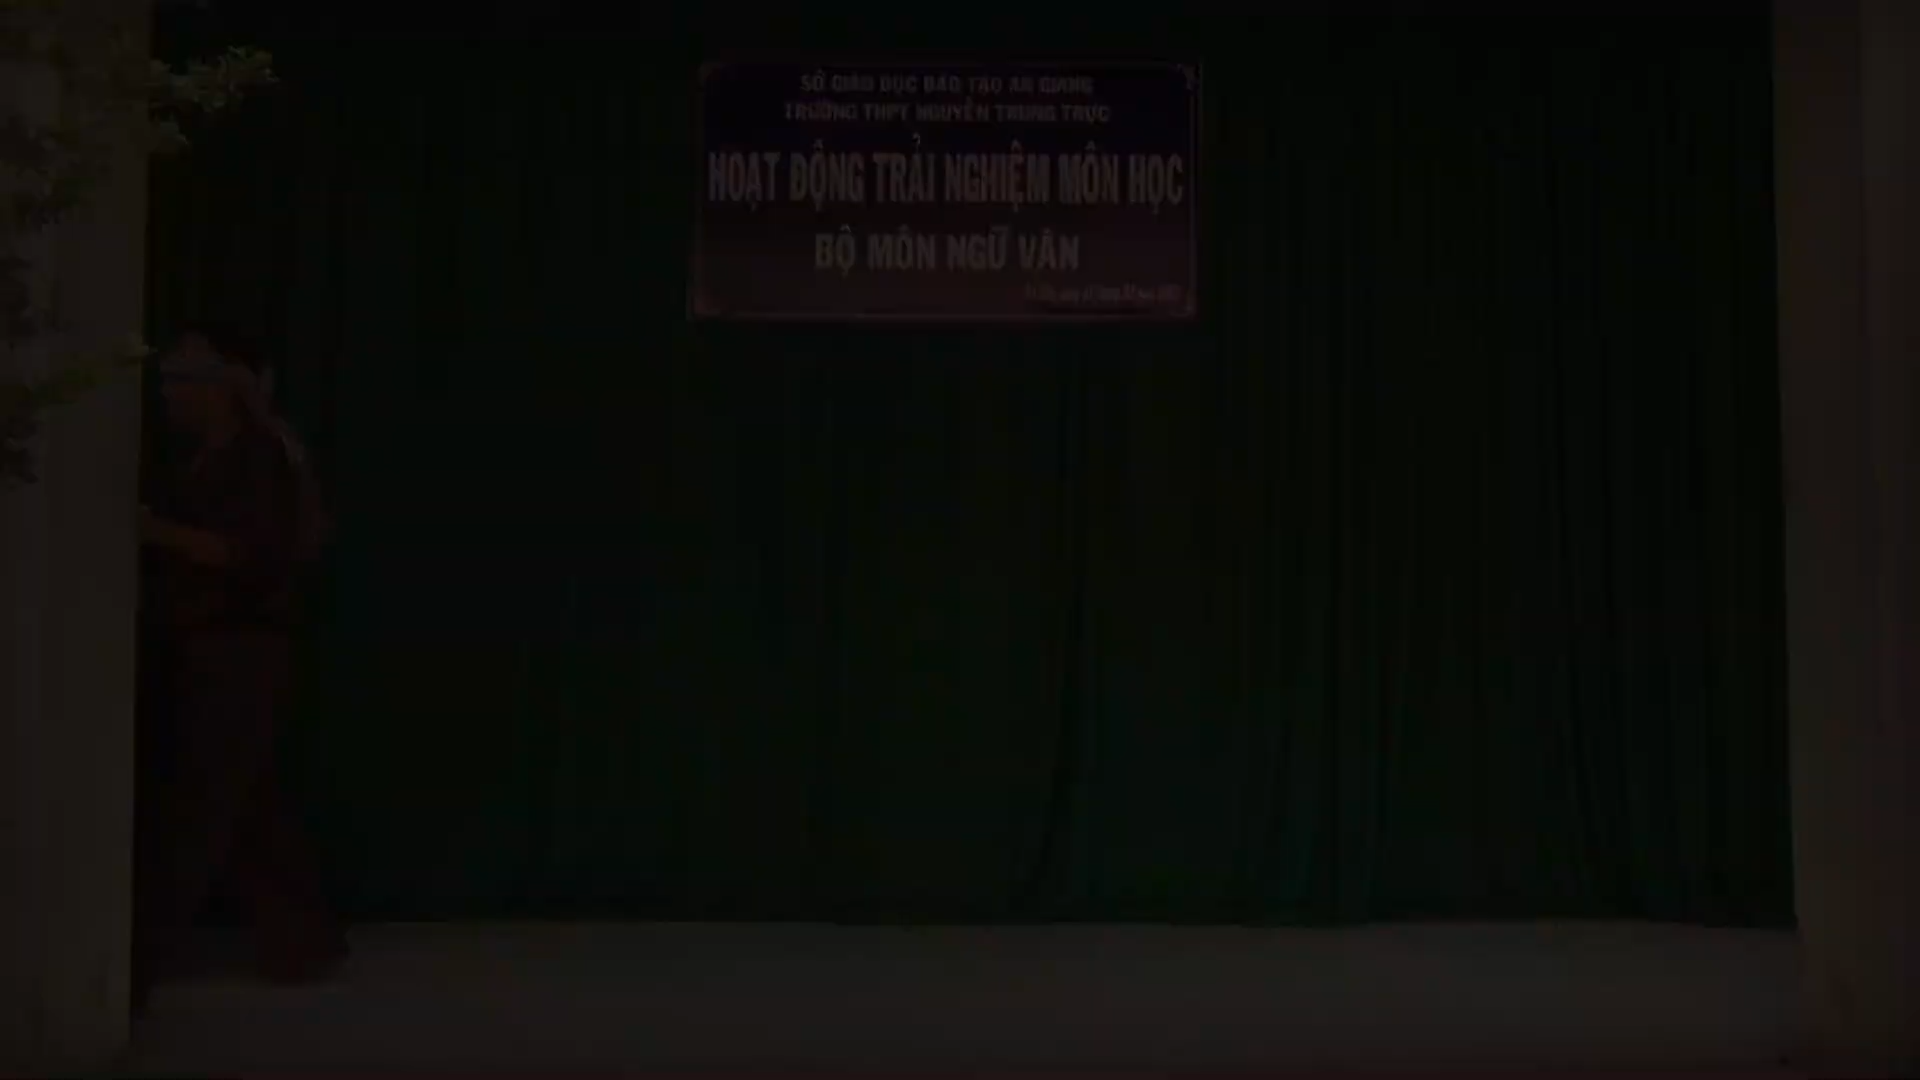 SỞ GIÁO DỤC ĐÀO TẠO AN GIANG
TRƯỜNG THPT NGUYỄN TRUNG TRỰC
HOẠT ĐỘNG TRẢI NGHIỆM MÔN HỌC
BỘ MÔN NGỮ VĂN